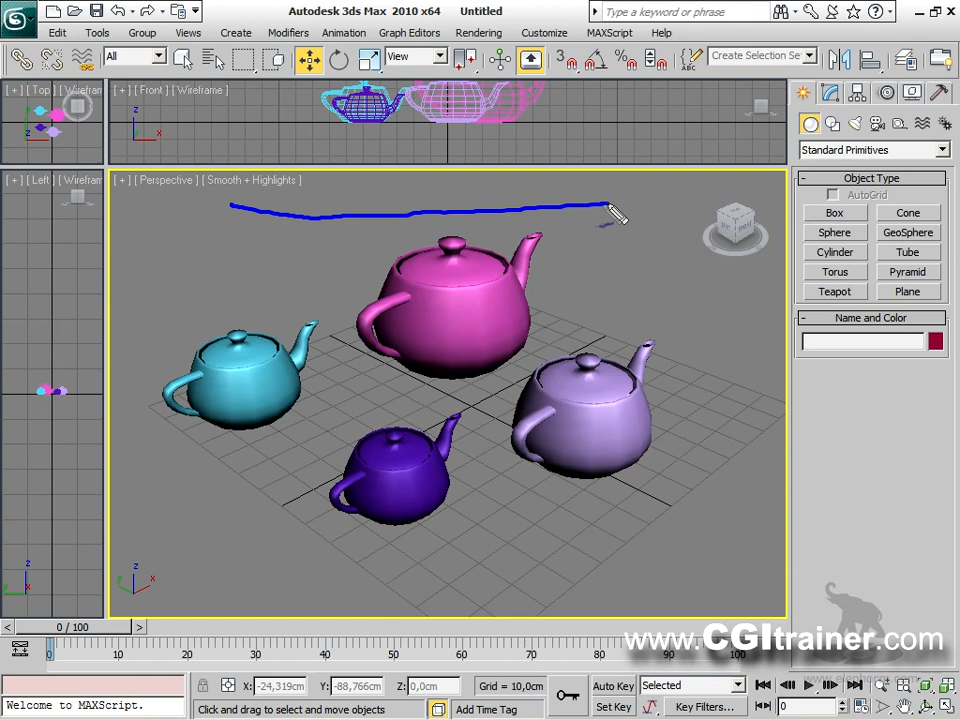 Autodesk 3ds Max 2010 x64 Untitled
Type a keyword or phrase
Edit Tools Group Views Create Modifiers Animation Graph Editors Rendering Customize MAXScript Help
All View 3 Create Selection Se
[ + ] [ Top ] [ Wirefram
[ + ] [ Front ] [ Wireframe ]
[ + ] [ Left ] [ Wirefram
[ + ] [ Perspective ] [ Smooth + Highlights ]
Standard Primitives
Object Type
AutoGrid
Box Cone
Sphere GeoSphere
Cylinder Tube
Torus Pyramid
Teapot Plane
Name and Color
z x
z
z
y x
z
y x
< 0 / 100 >
0 10 20 30 40 50 60 70 80 90 100
www.CGItrainer.com
X: -24,319cm Y: -88,766cm Z: 0,0cm Grid = 10,0cm
Auto Key Selected
Welcome to MAXScript.
Click and drag to select and move objects
Add Time Tag
Set Key Key Filters... 0